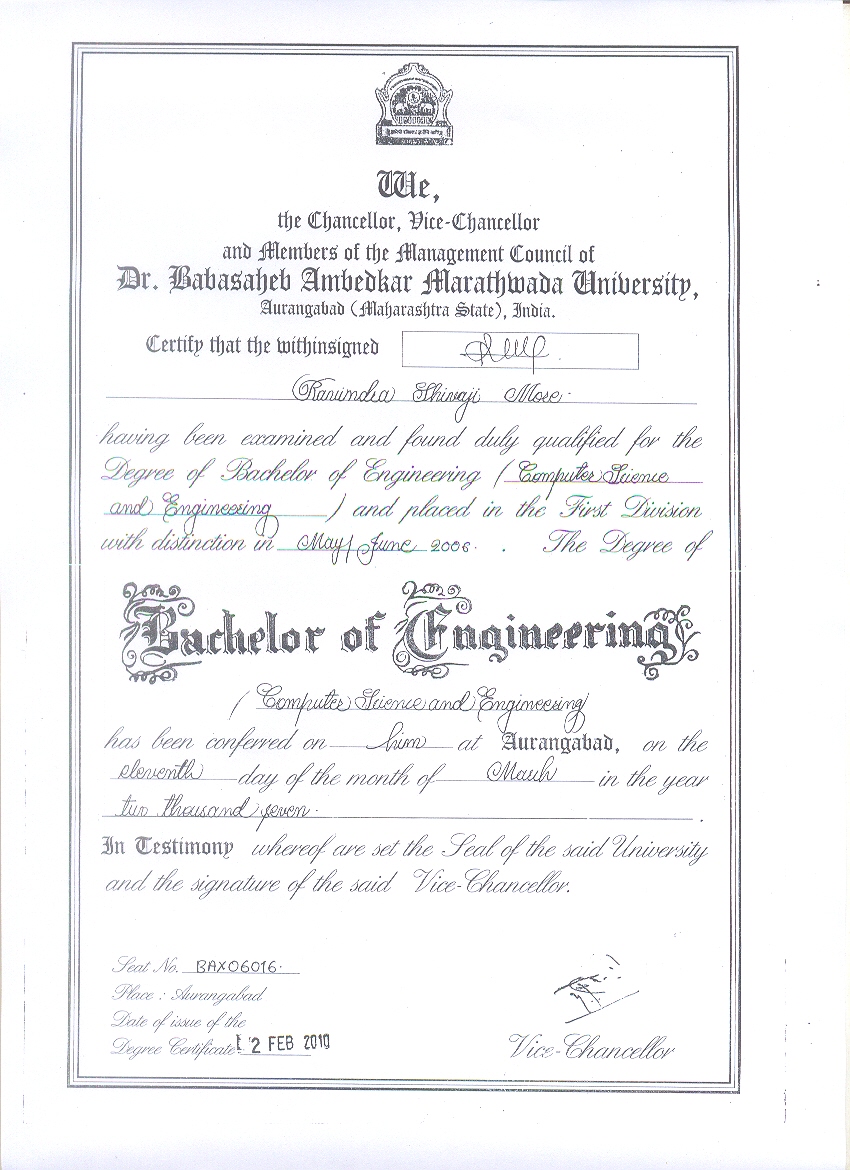 We,
the Chancellor, Vice-Chancellor
and Members of the Management Council of
Dr. Babasaheb Ambedkar Marathwada University,
Aurangabad (Maharashtra State), India.
Certify that the withinsigned
Ravindra Shivaji More
having been examined and found duly qualified for the
Degree of Bachelor of Engineering ( Computer Science
and Engineering ) and placed in the First Division
with distinction in May/June 2006. . The Degree of
Bachelor of Engineering
( Computer Science and Engineering)
has been conferred on him at Aurangabad, on the
eleventh day of the month of March in the year
two thousand seven.
In Testimony whereof are set the Seal of the said University
and the signature of the said Vice-Chancellor.
Seat No. BAX06016.
Place : Aurangabad
Date of issue of the
Degree Certificate 2 FEB 2010
Vice-Chancellor